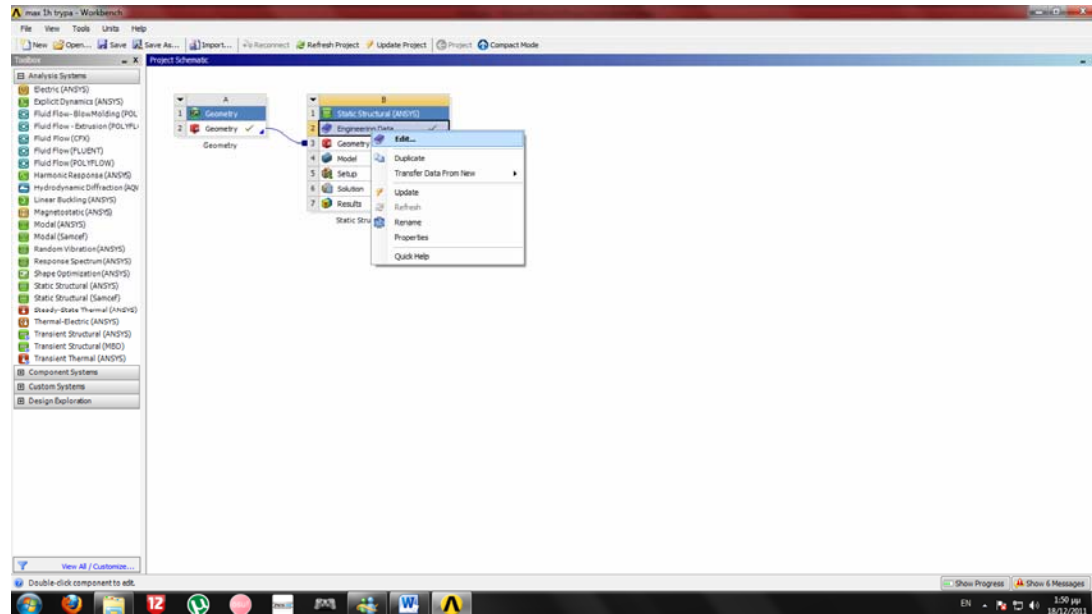 max 1h trypa - Workbench
File View Tools Units Help
New Open... Save Save As... Import... Reconnect Refresh Project Update Project Project Compact Mode
Toolbox Project Schematic
Analysis Systems
Electric (ANSYS)
Explicit Dynamics (ANSYS)
Fluid Flow-BlowMolding (POL
Fluid Flow - Extrusion (POLYFL
Fluid Flow (CFX)
Fluid Flow (FLUENT)
Fluid Flow (POLYFLOW)
Harmonic Response (ANSYS)
Hydrodynamic Diffraction (AQW
Linear Buckling (ANSYS)
Magnetostatic (ANSYS)
Modal (ANSYS)
Modal (Samcef)
Random Vibration (ANSYS)
Response Spectrum (ANSYS)
Shape Optimization (ANSYS)
Static Structural (ANSYS)
Static Structural (Samcef)
Steady-State Thermal (ANSYS)
Thermal-Electric (ANSYS)
Transient Structural (ANSYS)
Transient Structural (MBD)
Transient Thermal (ANSYS)
Component Systems
Custom Systems
Design Exploration
View All / Customize...
A
1 Geometry
2 Geometry
Geometry
B
1 Static Structural (ANSYS)
2 Engineering Data
3 Geometry
4 Model
5 Setup
6 Solution
7 Results
Static Stru
Edit...
Duplicate
Transfer Data From New
Update
Refresh
Rename
Properties
Quick Help
Double-click component to edit.
Show Progress Show 6 Messages
12
W
EN
1:50 μμ
18/12/2011